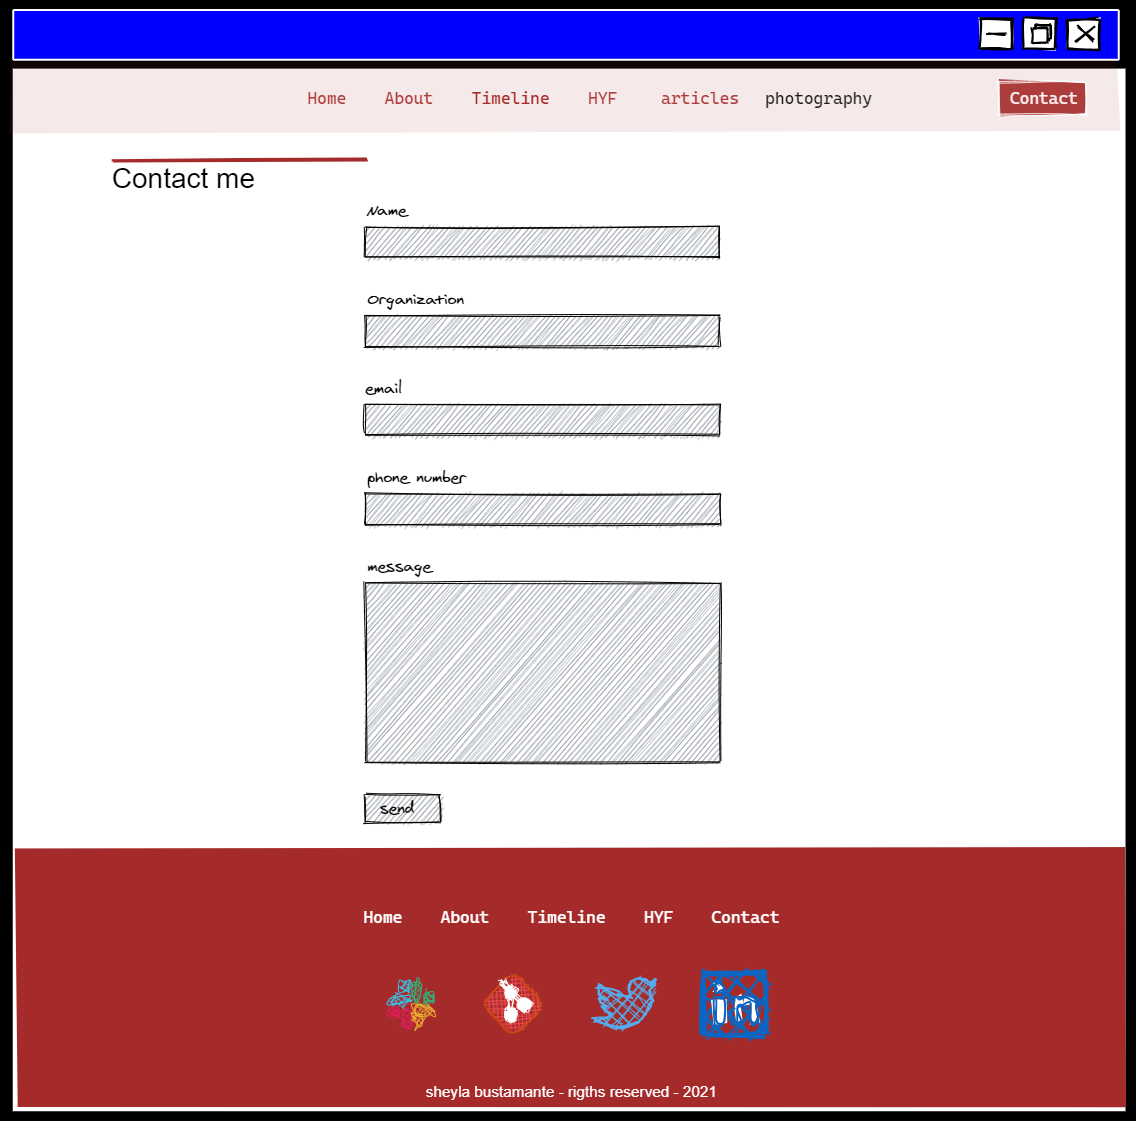 Home About Timeline HYF articles photography Contact
Contact me
Name
Organization
email
phone number
message
send
Home About Timeline HYF Contact
in
sheyla bustamante - rigths reserved - 2021